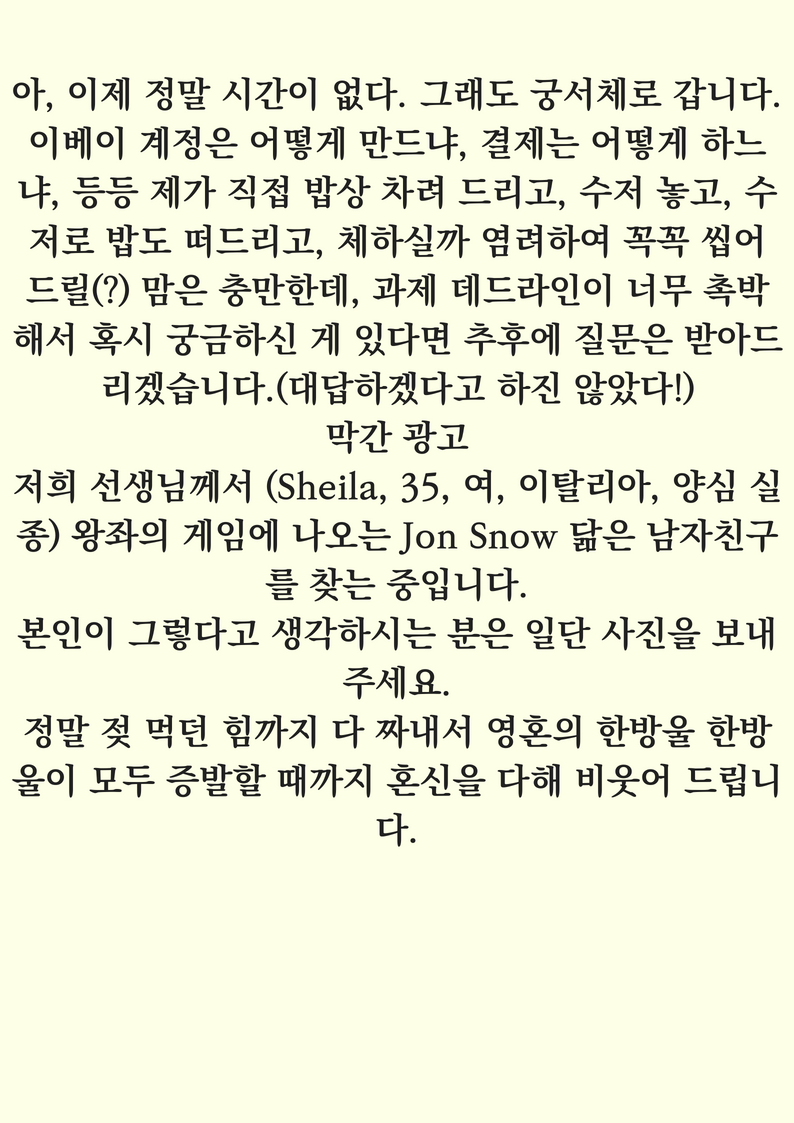 아, 이제 정말 시간이 없다. 그래도 궁서체로 갑니다.
이베이 계정은 어떻게 만드냐, 결제는 어떻게 하느
냐, 등등 제가 직접 밥상 차려 드리고, 수저 놓고, 수
저로 밥도 떠드리고, 체하실까 염려하여 꼭꼭 씹어
드릴(?) 맘은 충만한데, 과제 데드라인이 너무 촉박
해서 혹시 궁금하신 게 있다면 추후에 질문은 받아드
리겠습니다.(대답하겠다고 하진 않았다!)
막간 광고
저희 선생님께서 (Sheila, 35, 여, 이탈리아, 양심 실
종) 왕좌의 게임에 나오는 Jon Snow 닮은 남자친구
를 찾는 중입니다.
본인이 그렇다고 생각하시는 분은 일단 사진을 보내
주세요.
정말 젖 먹던 힘까지 다 짜내서 영혼의 한방울 한방
울이 모두 증발할 때까지 혼신을 다해 비웃어 드립니
다.